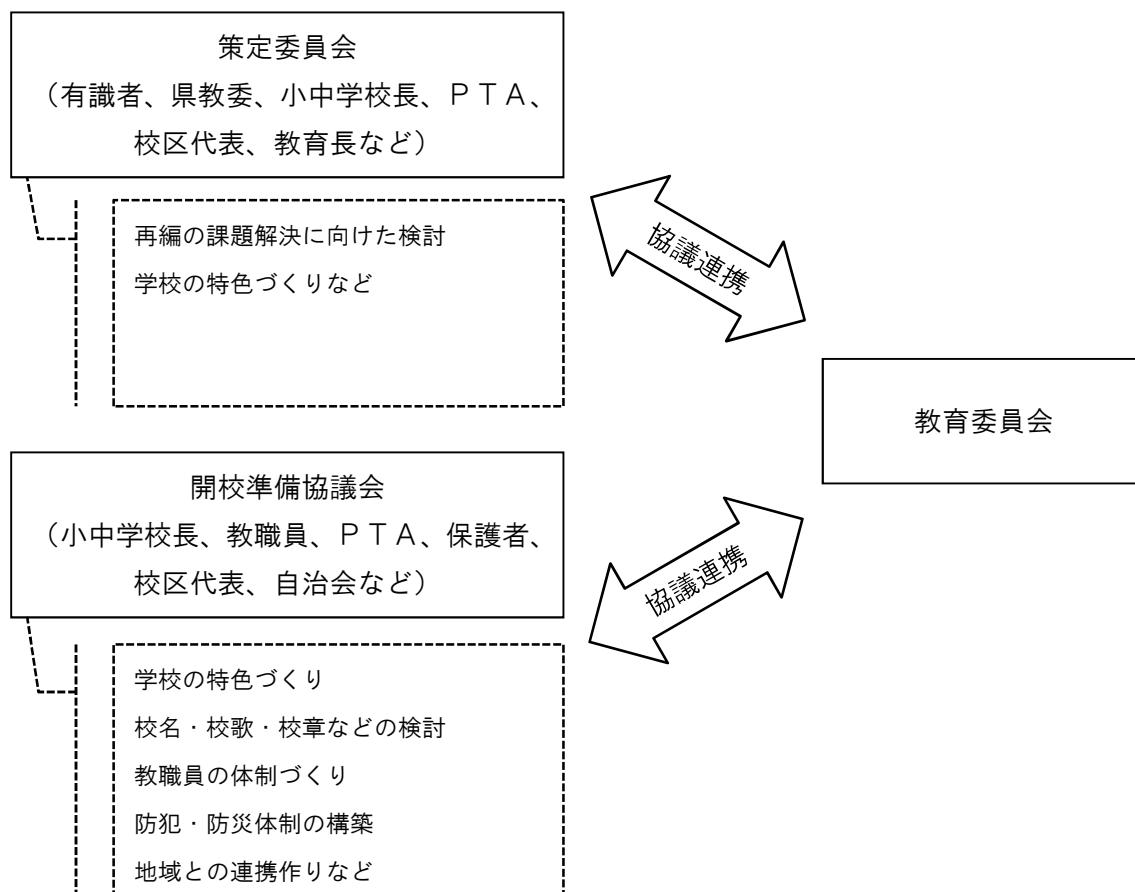 策定委員会
（有識者、県教委、小中学校長、ＰＴＡ、
校区代表、教育長など）
再編の課題解決に向けた検討
学校の特色づくりなど
協議連携
教育委員会
開校準備協議会
（小中学校長、教職員、ＰＴＡ、保護者、
校区代表、自治会など）
協議連携
学校の特色づくり
校名・校歌・校章などの検討
教職員の体制づくり
防犯・防災体制の構築
地域との連携作りなど